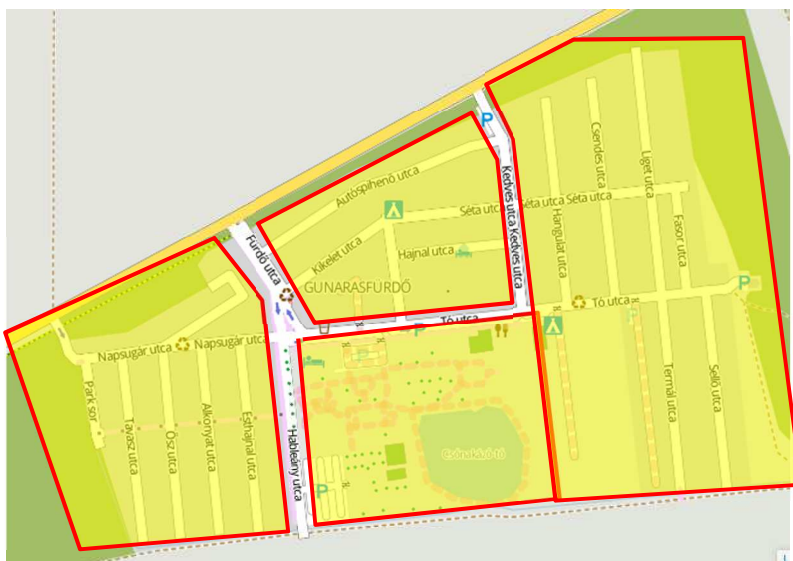 P
Autóspihenő utca
Csendes utca
Liget utca
Kedves utca Kedves utca
Séta utca Séta utca Séta utca
Hangulat utca
Fasor utca
Fürdő utca
Kikelet utca
Hajnal utca
GUNARASFÜRDŐ
P
Tó utca
Tó utca
P
P
Napsugár utca
Napsugár utca
P
Park sor
Tavasz utca
Ősz utca
Alkonyat utca
Esthajnal utca
Hableány utca
Termál utca
Sellő utca
Csónakázó tó
P